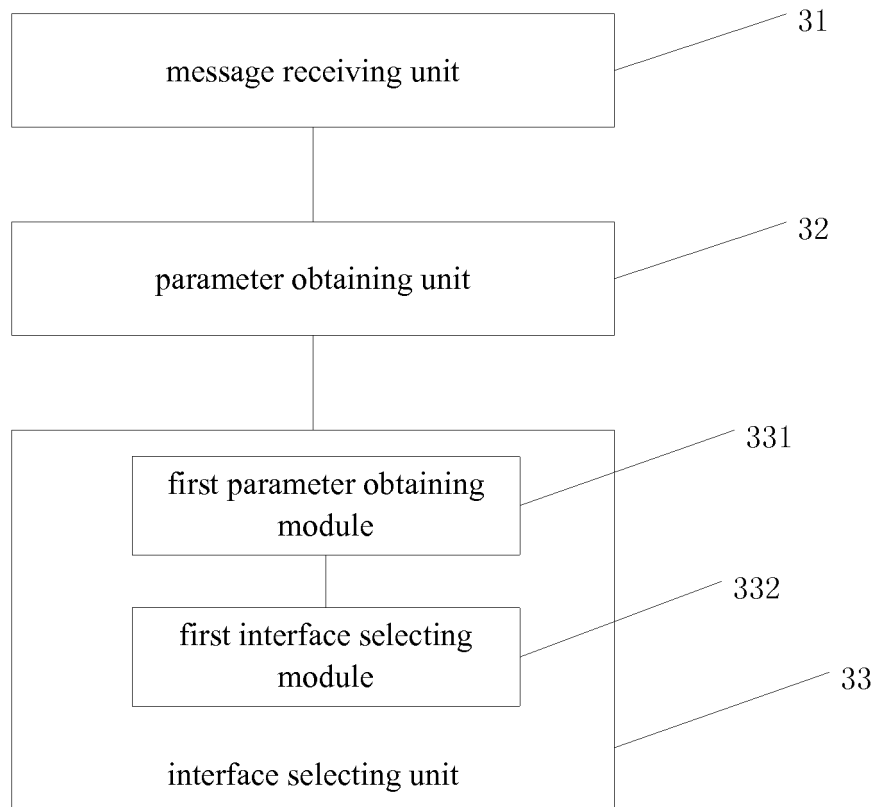 31
message receiving unit
32
parameter obtaining unit
331
first parameter obtaining
module
332
first interface selecting
module
33
interface selecting unit